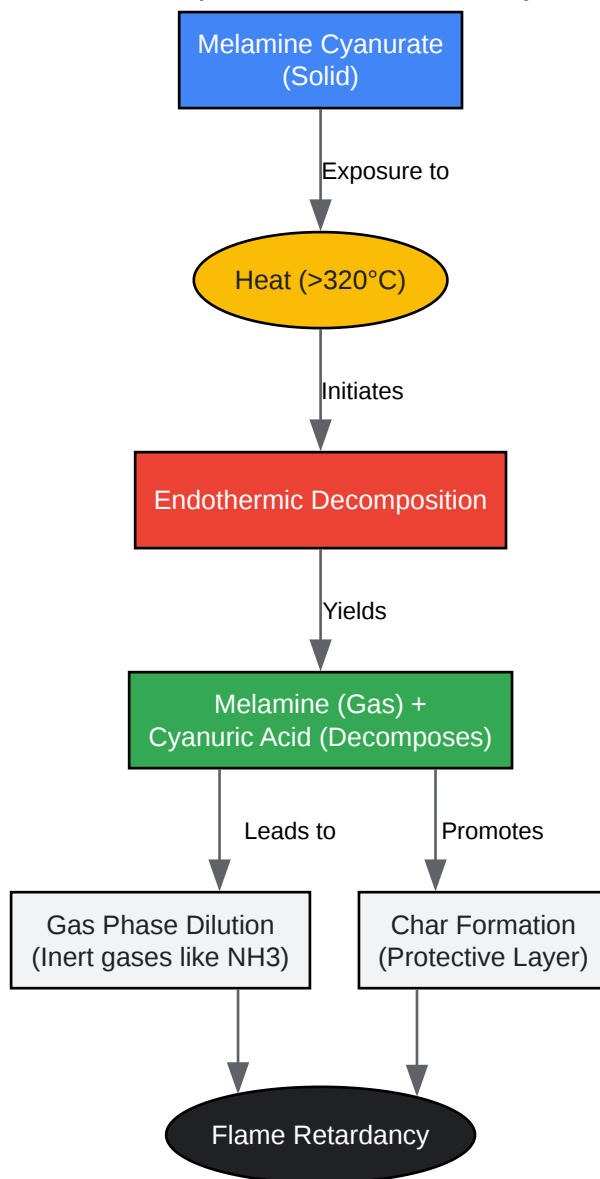 Melamine Cyanurate
(Solid)
Exposure to
Heat (>320°C)
Initiates
Endothermic Decomposition
Yields
Melamine (Gas) +
Cyanuric Acid (Decomposes)
Leads to
Promotes
Gas Phase Dilution
(Inert gases like NH3)
Char Formation
(Protective Layer)
Flame Retardancy